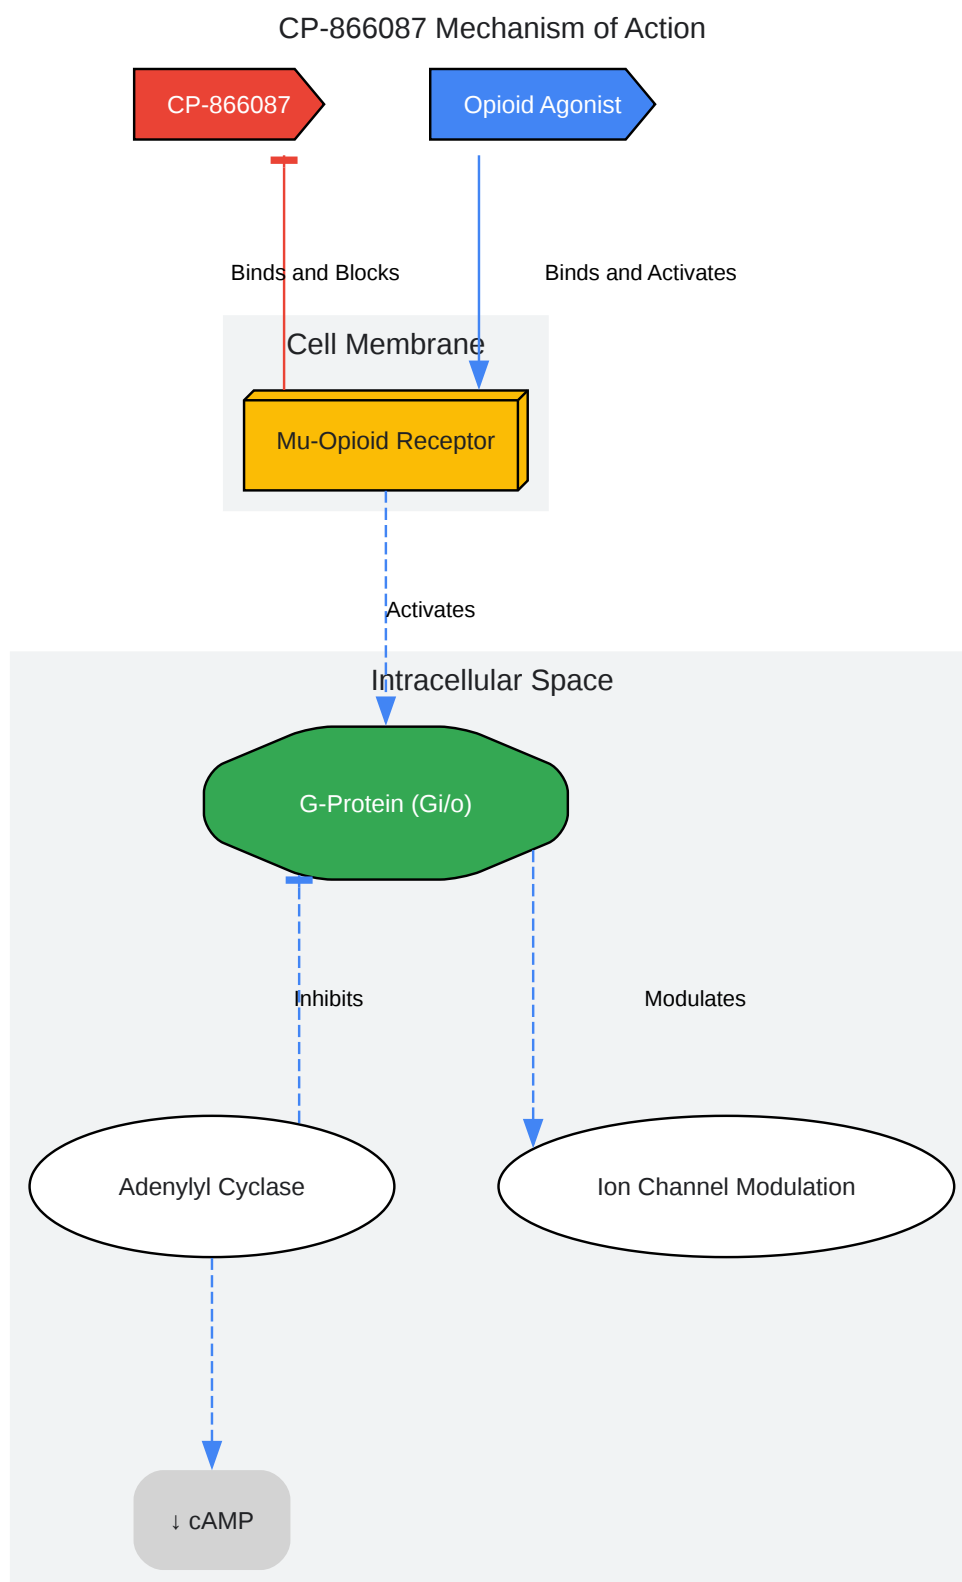 CP-866087 Mechanism of Action
CP-866087
Opioid Agonist
Binds and Blocks
Binds and Activates
Cell Membrane
Mu-Opioid Receptor
Activates
Intracellular Space
G-Protein (Gi/o)
Inhibits
Modulates
Adenylyl Cyclase
Ion Channel Modulation
↓ cAMP